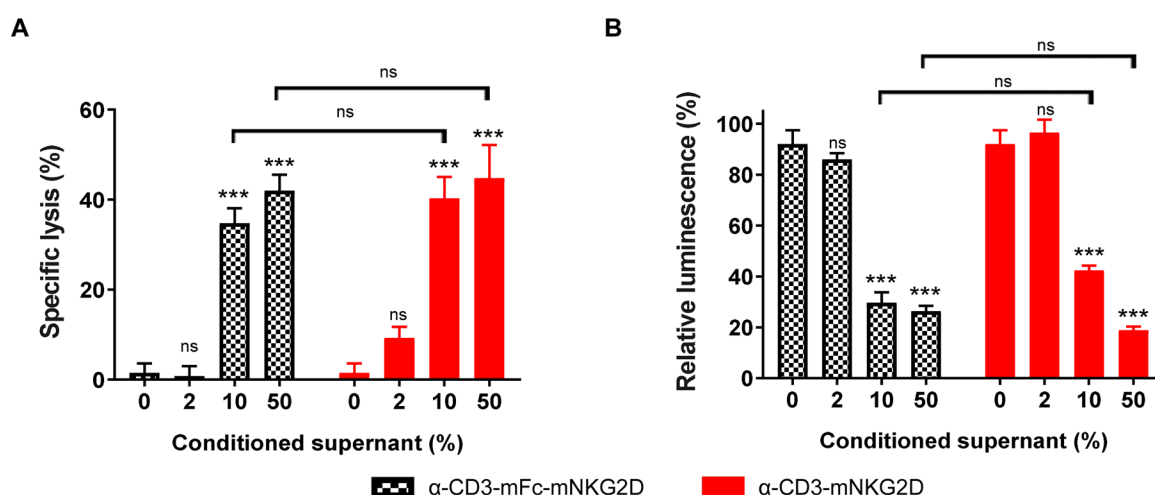 A
B
ns
ns
ns
ns
Specific lysis (%)
60
40
20
0
ns
***
***
ns
***
***
0 2 10 50 0 2 10 50
Conditioned supernant (%)
Relative luminescence (%)
100
80
60
40
20
0
ns
***
***
ns
***
***
0 2 10 50 0 2 10 50
Conditioned supernant (%)
α-CD3-mFc-mNKG2D
α-CD3-mNKG2D